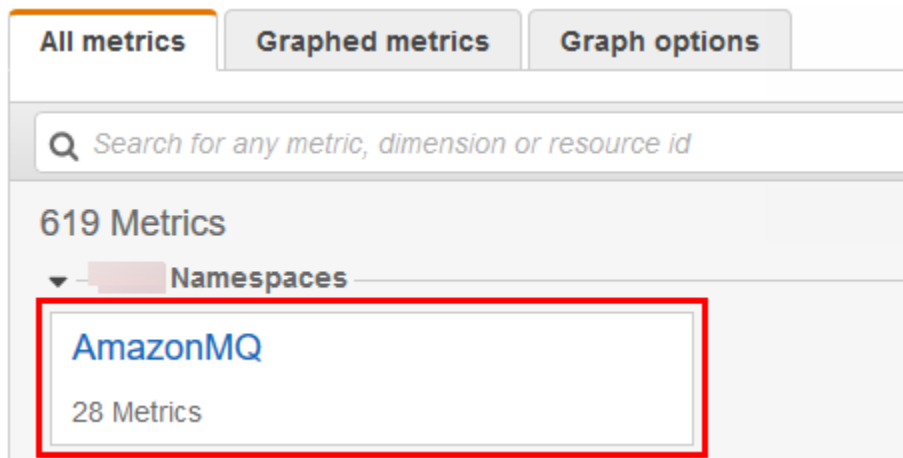 All metrics Graphed metrics Graph options
Search for any metric, dimension or resource id
619 Metrics
Namespaces
AmazonMQ
28 Metrics